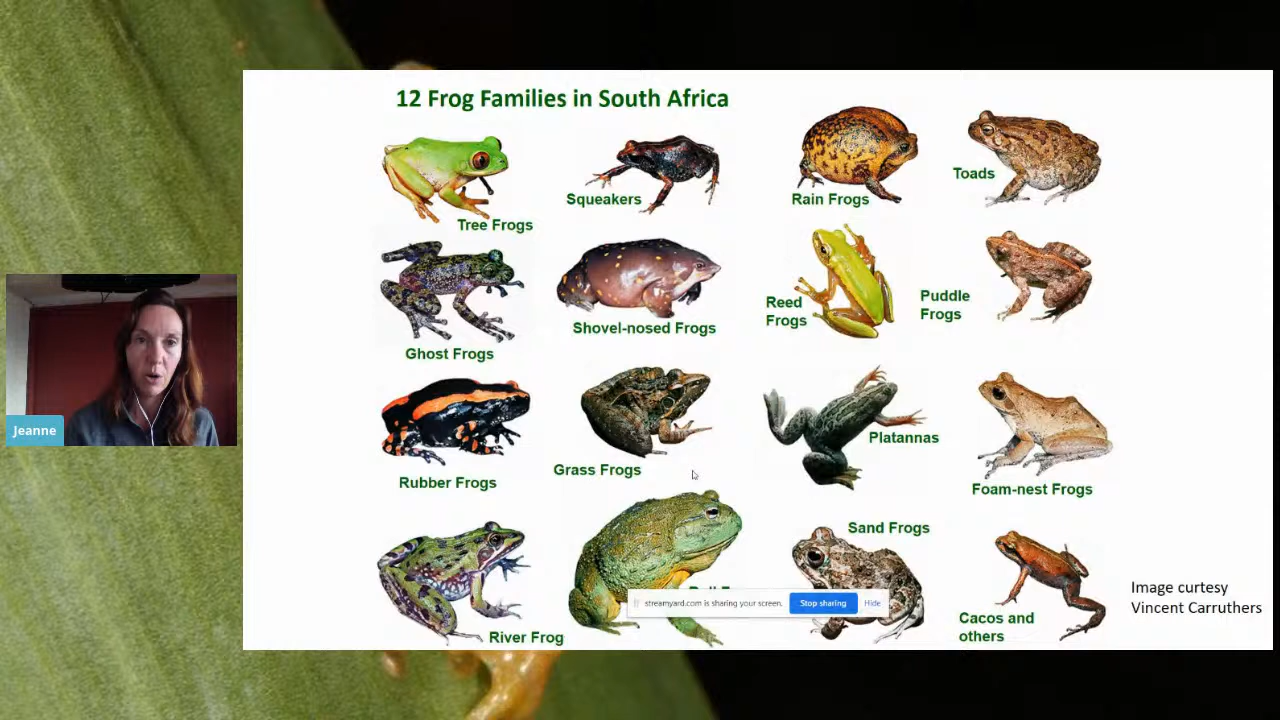 12 Frog Families in South Africa
Tree Frogs
Squeakers
Rain Frogs
Toads
Ghost Frogs
Shovel-nosed Frogs
Reed
Frogs
Puddle
Frogs
Rubber Frogs
Grass Frogs
Platannas
Foam-nest Frogs
River Frog
Sand Frogs
Cacos and
others
Image curtesy
Vincent Carruthers
streamyard.com is sharing your screen.
Stop sharing
Hide
Jeanne